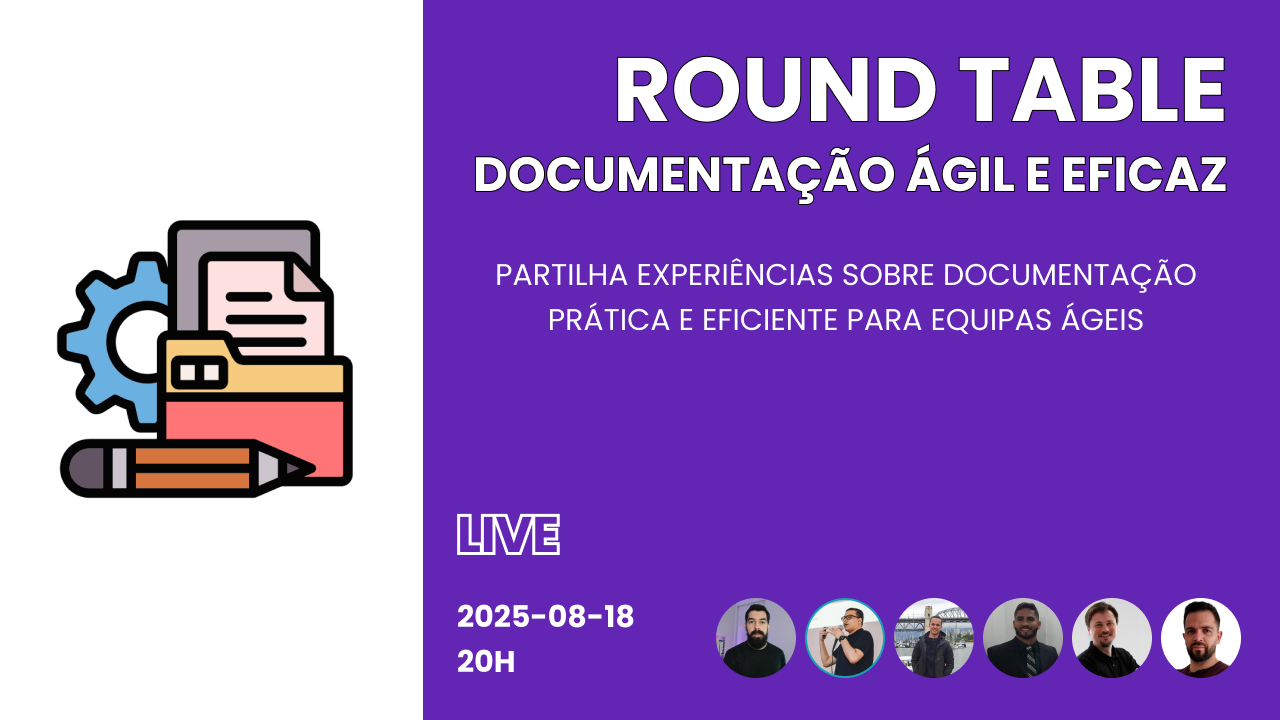 ROUND TABLE
DOCUMENTAÇÃO ÁGIL E EFICAZ
PARTILHA EXPERIÊNCIAS SOBRE DOCUMENTAÇÃO
PRÁTICA E EFICIENTE PARA EQUIPAS ÁGEIS
LIVE
2025-08-18
20H